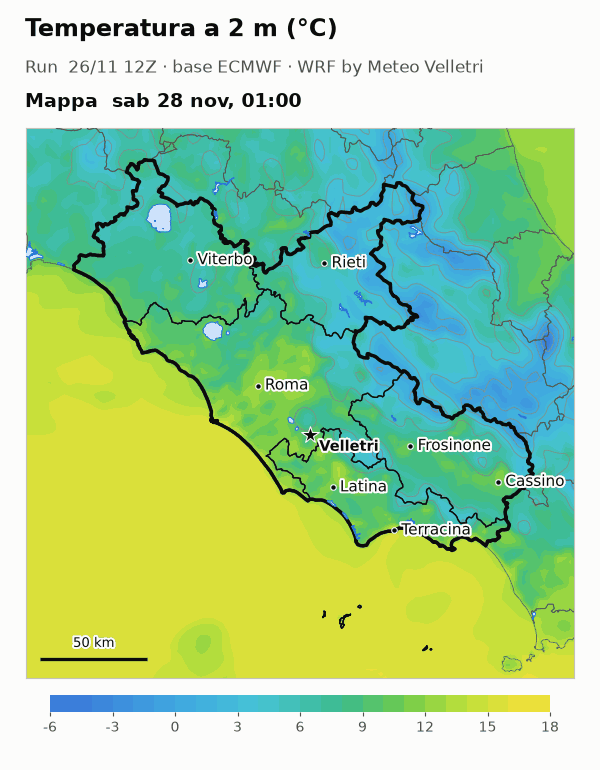 Temperatura a 2 m (°C)
Run  26/11 12Z · base ECMWF · WRF by Meteo Velletri
Mappa  sab 28 nov, 01:00
Viterbo
Rieti
Roma
Velletri
Frosinone
Latina
Cassino
Terracina
50 km
-6 -3 0 3 6 9 12 15 18